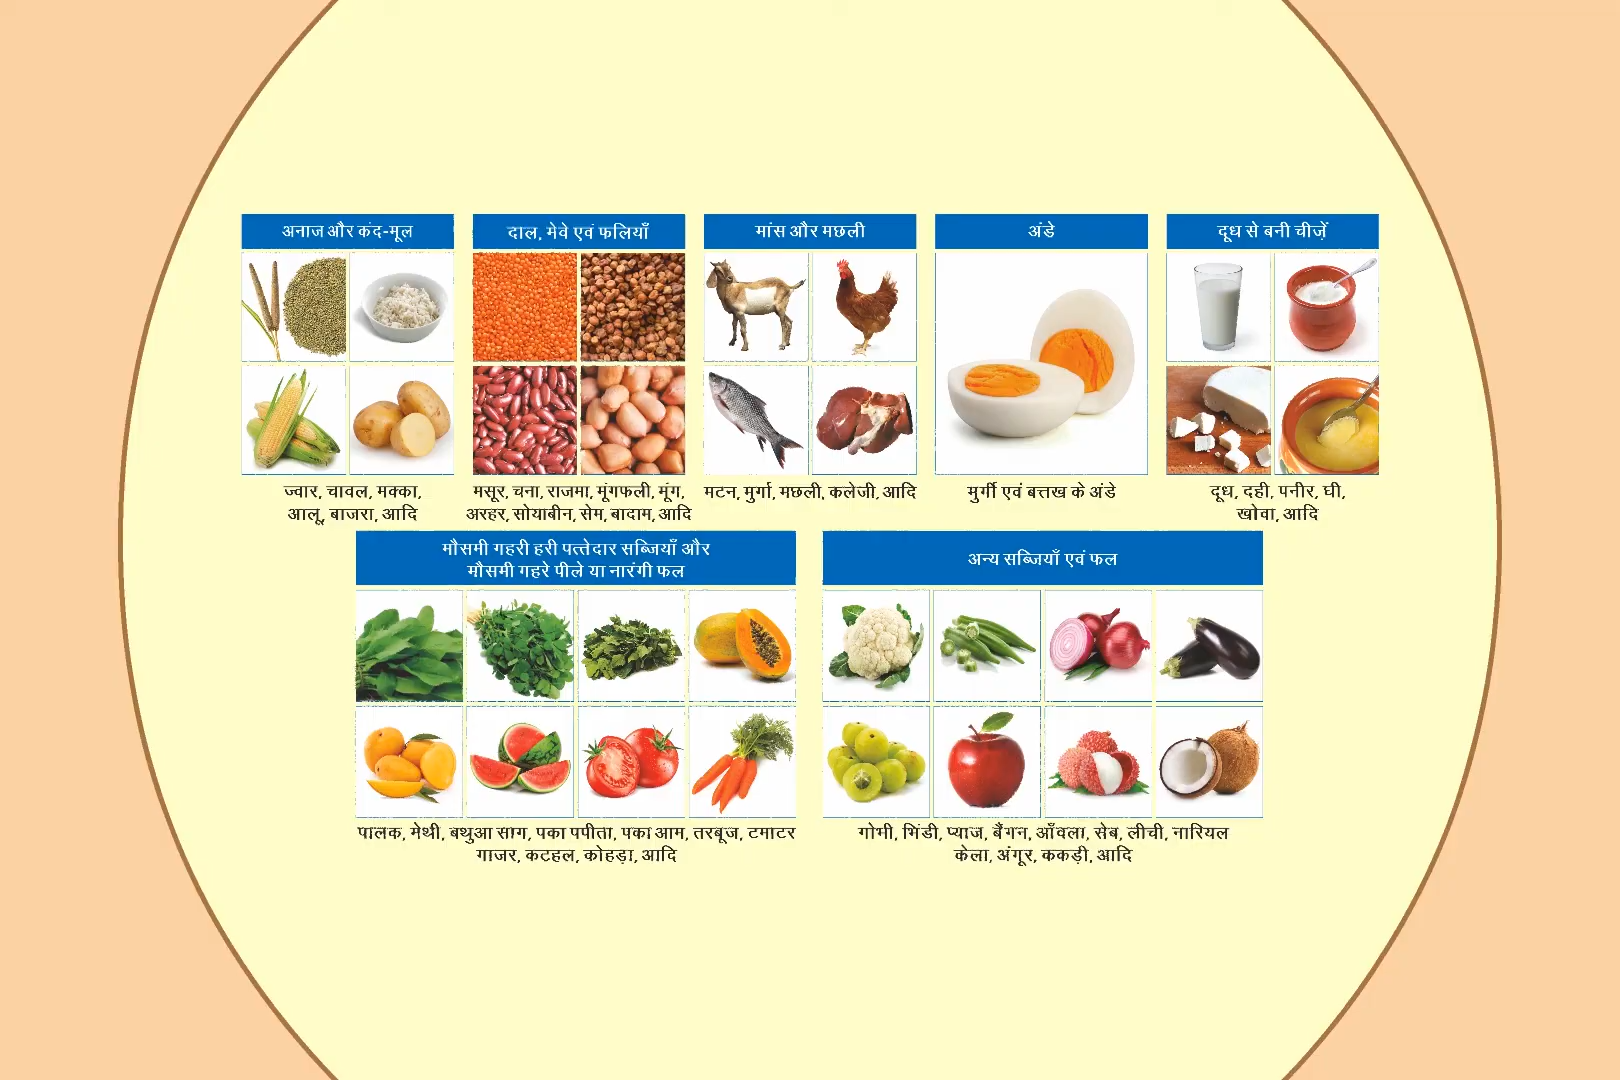 अनाज और कंद-मूल
ज्वार, चावल, मक्का,
आलू, बाजरा, आदि
दाल, मेवे एवं फलियाँ
मसूर, चना, राजमा, मूंगफली, मूंग,
अरहर, सोयाबीन, सेम, बादाम, आदि
मांस और मछली
मटन, मुर्गा, मछली, कलेजी, आदि
अंडे
मुर्गी एवं बत्तख के अंडे
दूध से बनी चीज़ें
दूध, दही, पनीर, घी,
खोवा, आदि
मौसमी गहरी हरी पत्तेदार सब्जियाँ और
मौसमी गहरे पीले या नारंगी फल
पालक, मेथी, बथुआ साग, पका पपीता, पका आम, तरबूज, टमाटर
गाजर, कटहल, कोहड़ा, आदि
अन्य सब्जियाँ एवं फल
गोभी, भिंडी, प्याज, बैंगन, आँवला, सेब, लीची, नारियल
केला, अंगूर, ककड़ी, आदि